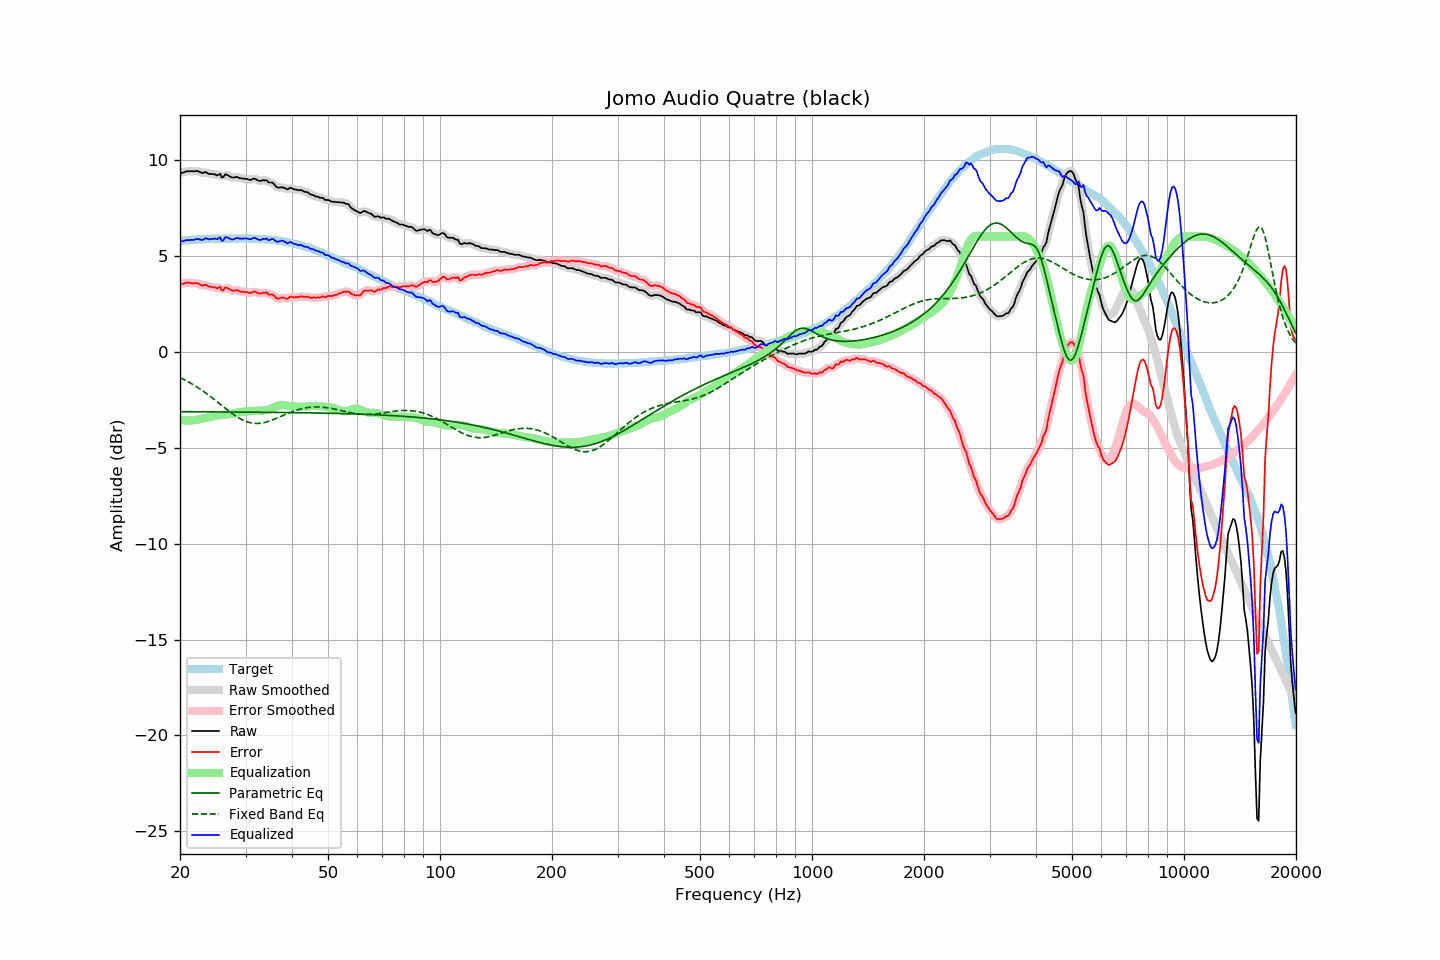 Jomo Audio Quatre (black)
Amplitude (dBr)
10
5
0
−5
−10
−15
−20
−25
Target
Raw Smoothed
Error Smoothed
Raw
Error
Equalization
Parametric Eq
Fixed Band Eq
Equalized
20 50 100 200 500 1000 2000 5000 10000 20000
Frequency (Hz)